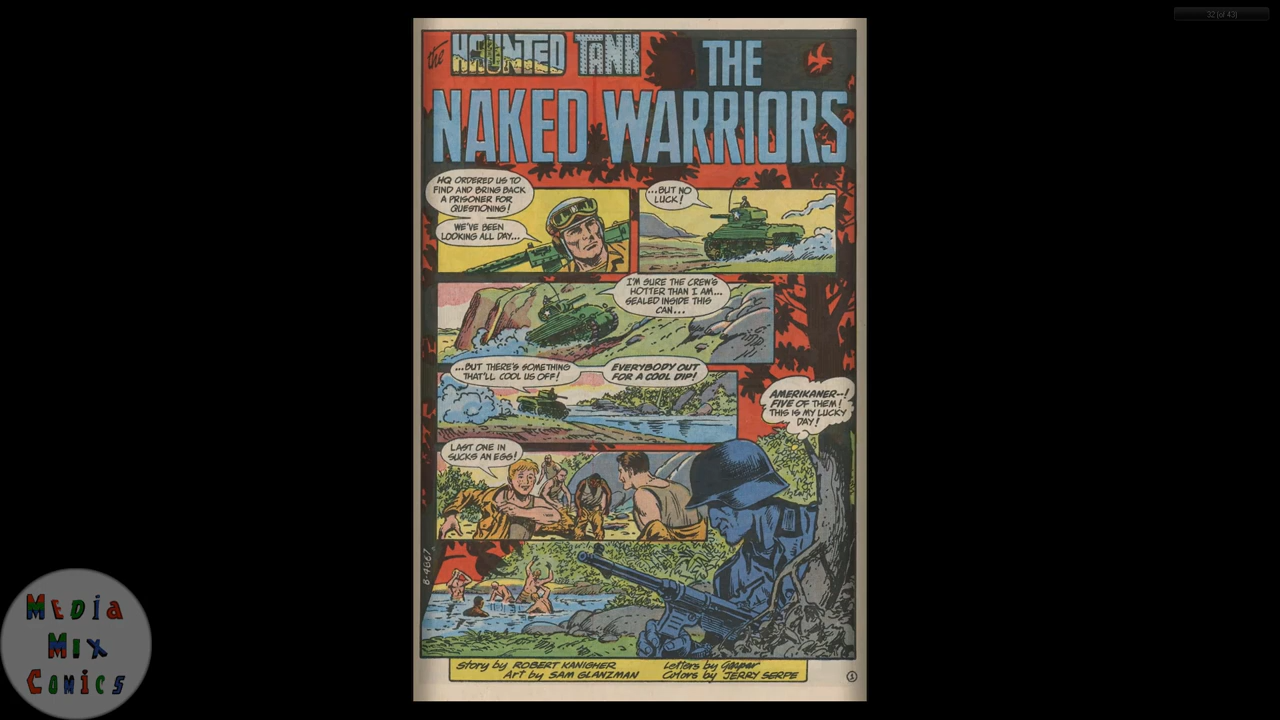 32 (of 43)
the HAUNTED TANK
THE
NAKED WARRIORS
HQ ORDERED US TO
FIND AND BRING BACK
A PRISONER FOR
QUESTIONING!
WE'VE BEEN
LOOKING ALL DAY...
...BUT NO
LUCK!
I'M SURE THE CREW'S
HOTTER THAN I AM...
SEALED INSIDE THIS
CAN...
...BUT THERE'S SOMETHING
THAT'LL COOL US OFF!
EVERYBODY OUT
FOR A COOL DIP!
AMERIKANER--!
FIVE OF THEM!
THIS IS MY LUCKY
DAY!
LAST ONE IN
SUCKS AN EGG!
B-4667
Story by ROBERT KANIGHER
Art by SAM GLANZMAN
Letters by Gaspar
Colors by JERRY SERPE
1
MEDIA
MIX
COMICS